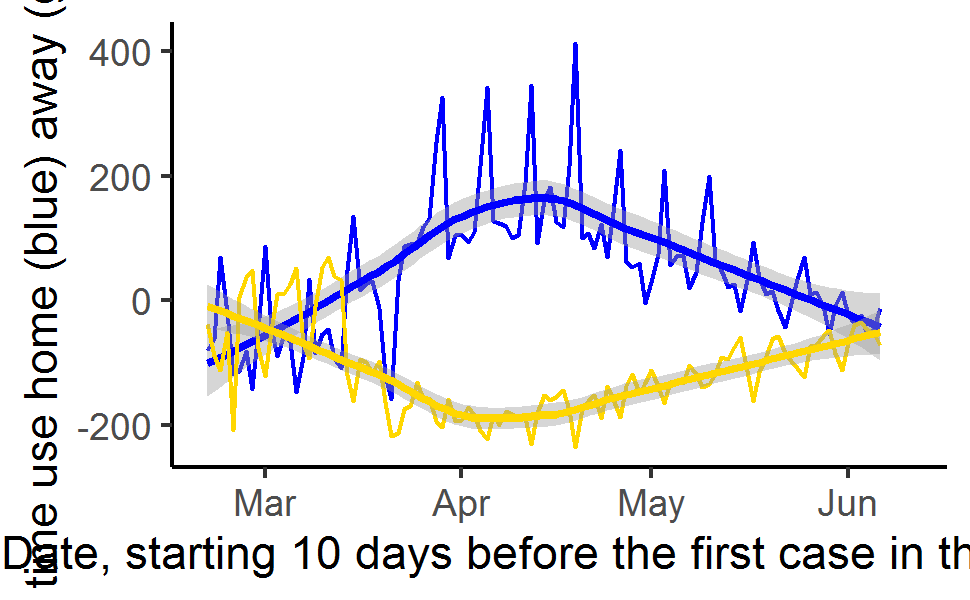 time use home (blue) away (
400
200
0
-200
Mar Apr May Jun
Date, starting 10 days before the first case in th